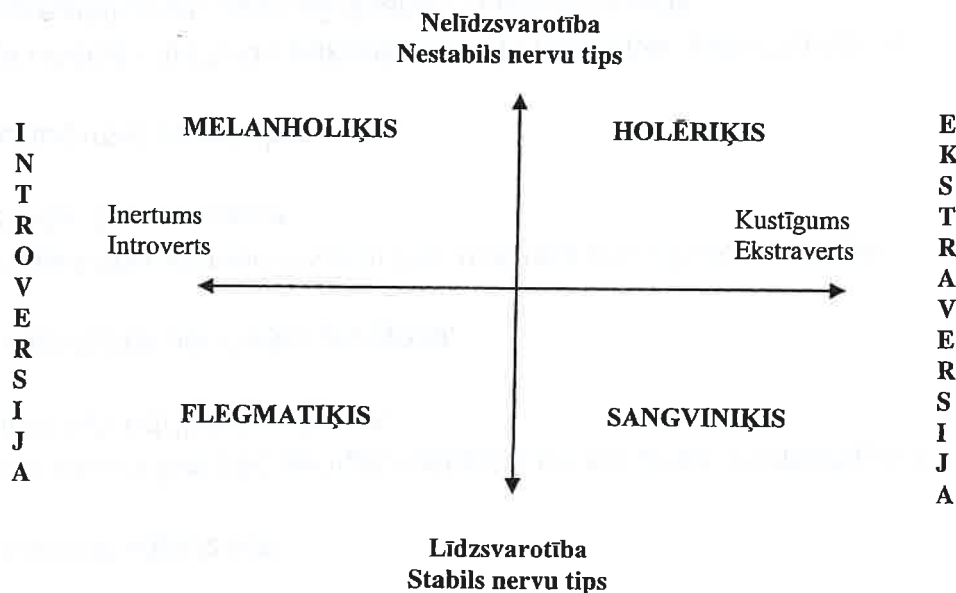 Nelīdzsvarotība
Nestabils nervu tips
MELANHOLIĶIS
HOLĒRIĶIS
INTROVERSIJA
Inertums
Introverts
Kustīgums
Ekstraverts
EKSTRAVERSIJA
FLEGMATIĶIS
SANGVINIĶIS
Līdzsvarotība
Stabils nervu tips